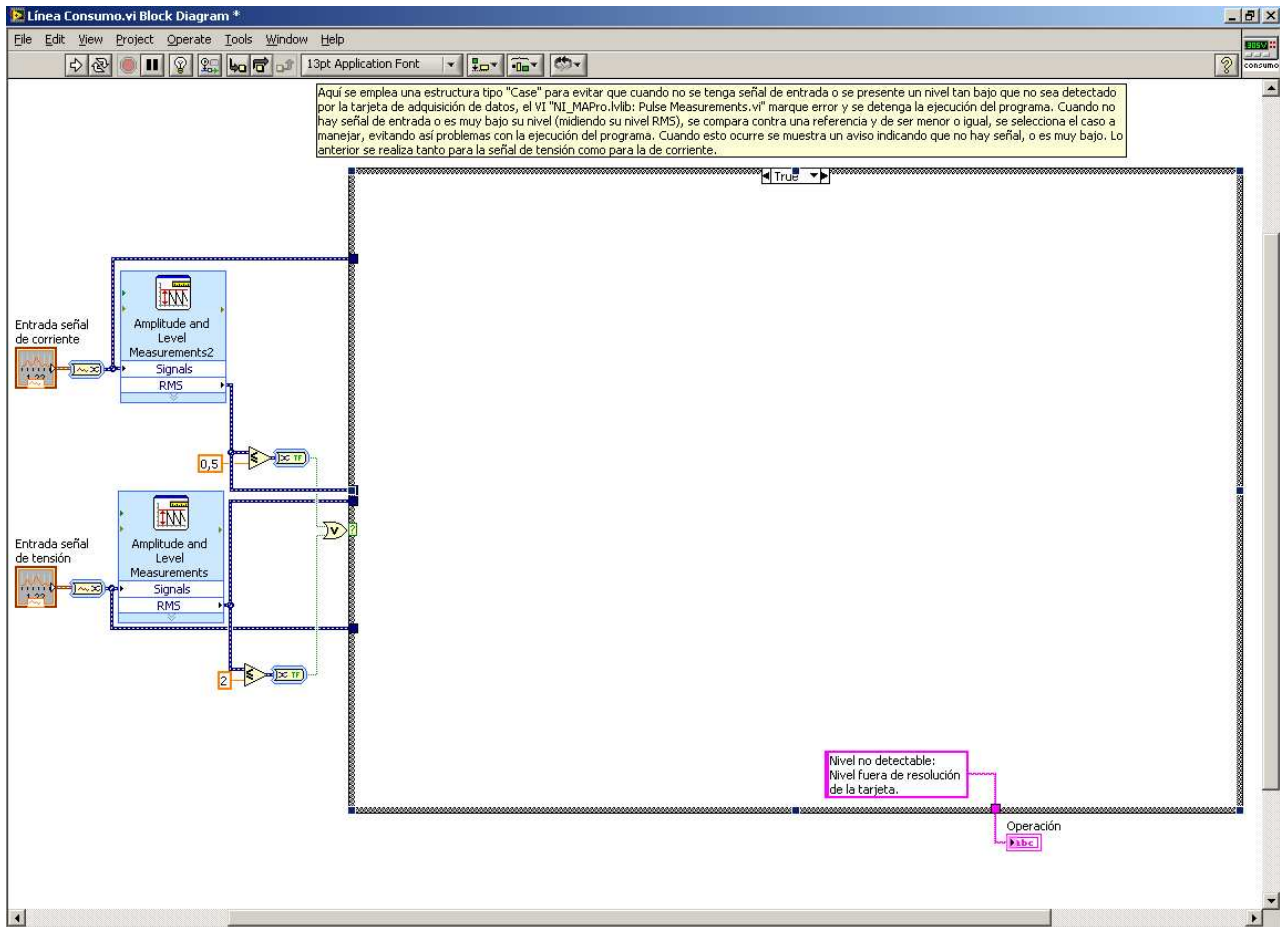 Línea Consumo.vi Block Diagram *
File Edit View Project Operate Tools Window Help
13pt Application Font
consumo
Aquí se emplea una estructura tipo "Case" para evitar que cuando no se tenga señal de entrada o se presente un nivel tan bajo que no sea detectado
por la tarjeta de adquisición de datos, el VI "NI_MAPro.lvlib: Pulse Measurements.vi" marque error y se detenga la ejecución del programa. Cuando no
hay señal de entrada o es muy bajo su nivel (midiendo su nivel RMS), se compara contra una referencia y de ser menor o igual, se selecciona el caso a
manejar, evitando así problemas con la ejecución del programa. Cuando esto ocurre se muestra un aviso indicando que no hay señal, o es muy bajo. Lo
anterior se realiza tanto para la señal de tensión como para la de corriente.
True
Entrada señal
de corriente
Amplitude and
Level
Measurements2
Signals
RMS
0,5
TF
Entrada señal
de tensión
Amplitude and
Level
Measurements
Signals
RMS
V
?
2
TF
Nivel no detectable:
Nivel fuera de resolución
de la tarjeta.
Operación
abc